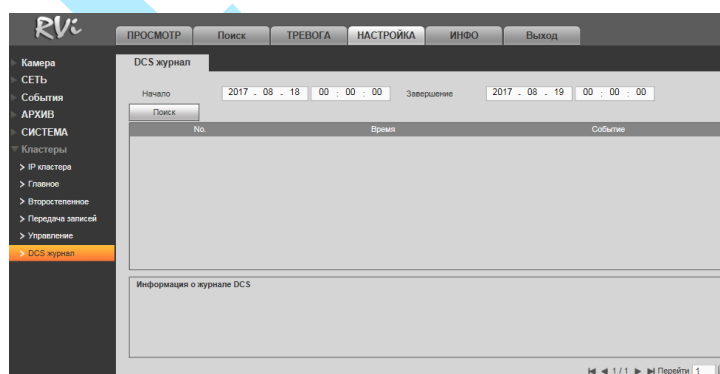 RVi
ПРОСМОТР Поиск ТРЕВОГА НАСТРОЙКА ИНФО Выход
Камера
СЕТЬ
События
АРХИВ
СИСТЕМА
Кластеры
IP кластера
Главное
Второстепенное
Передача записей
Управление
DCS журнал
DCS журнал
Начало 2017 - 08 - 18 00 : 00 : 00 Завершение 2017 - 08 - 19 00 : 00 : 00
Поиск
No. Время Событие
Информация о журнале DCS
1 / 1 Перейти 1